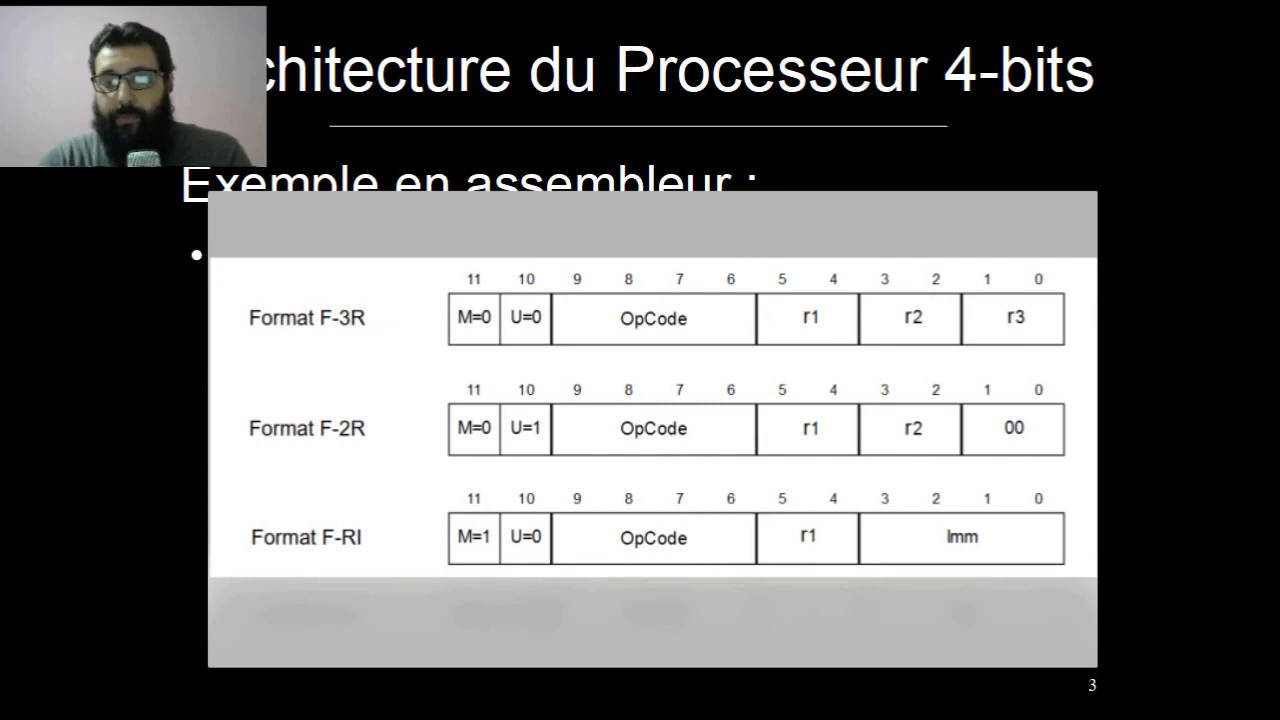 chitecture du Processeur 4-bits
Exemple en assembleur :
•
11 10 9 8 7 6 5 4 3 2 1 0
Format F-3R M=0 U=0 OpCode r1 r2 r3
11 10 9 8 7 6 5 4 3 2 1 0
Format F-2R M=0 U=1 OpCode r1 r2 00
11 10 9 8 7 6 5 4 3 2 1 0
Format F-RI M=1 U=0 OpCode r1 Imm
3